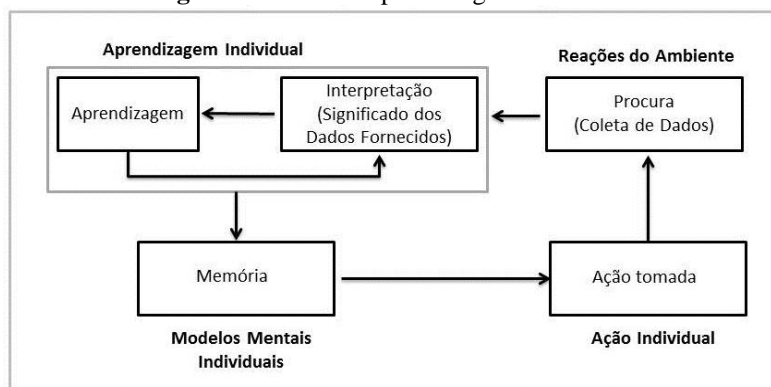 Aprendizagem Individual
Reações do Ambiente
Aprendizagem
Interpretação
(Significado dos
Dados Fornecidos)
Procura
(Coleta de Dados)
Memória
Ação tomada
Modelos Mentais
Individuais
Ação Individual